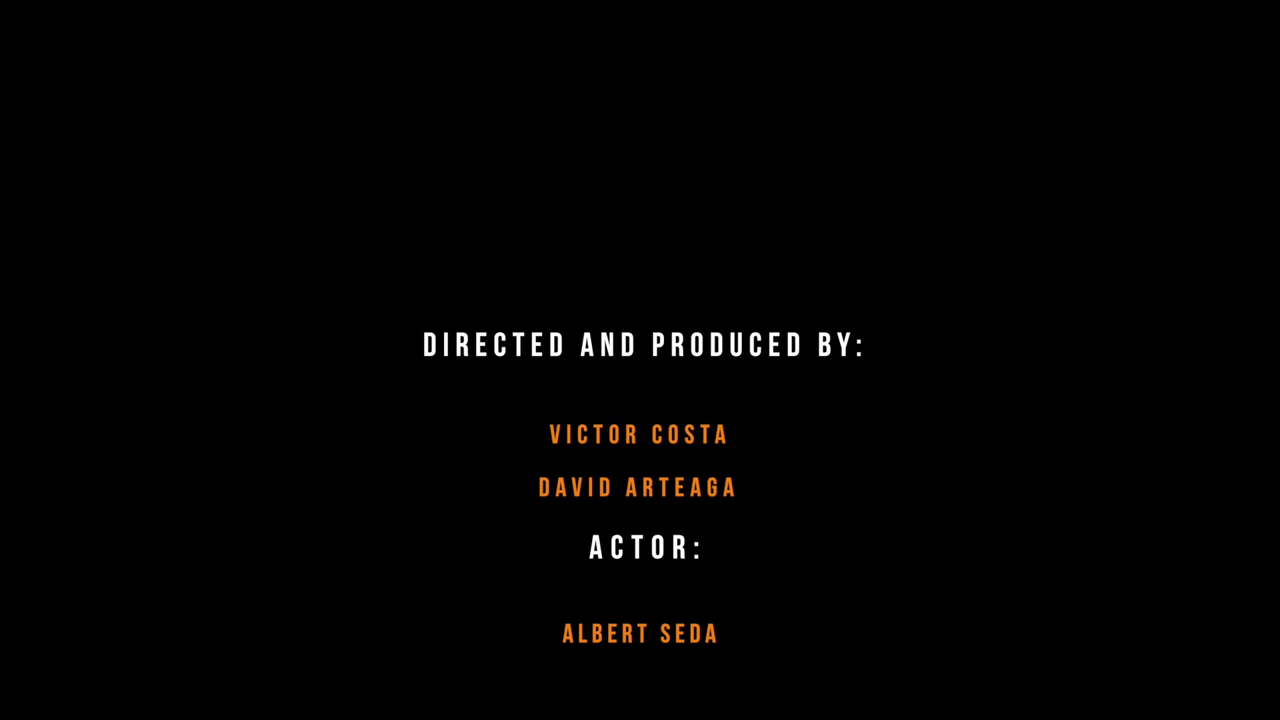 DIRECTED AND PRODUCED BY:
VICTOR COSTA
DAVID ARTEAGA
ACTOR:
ALBERT SEDA